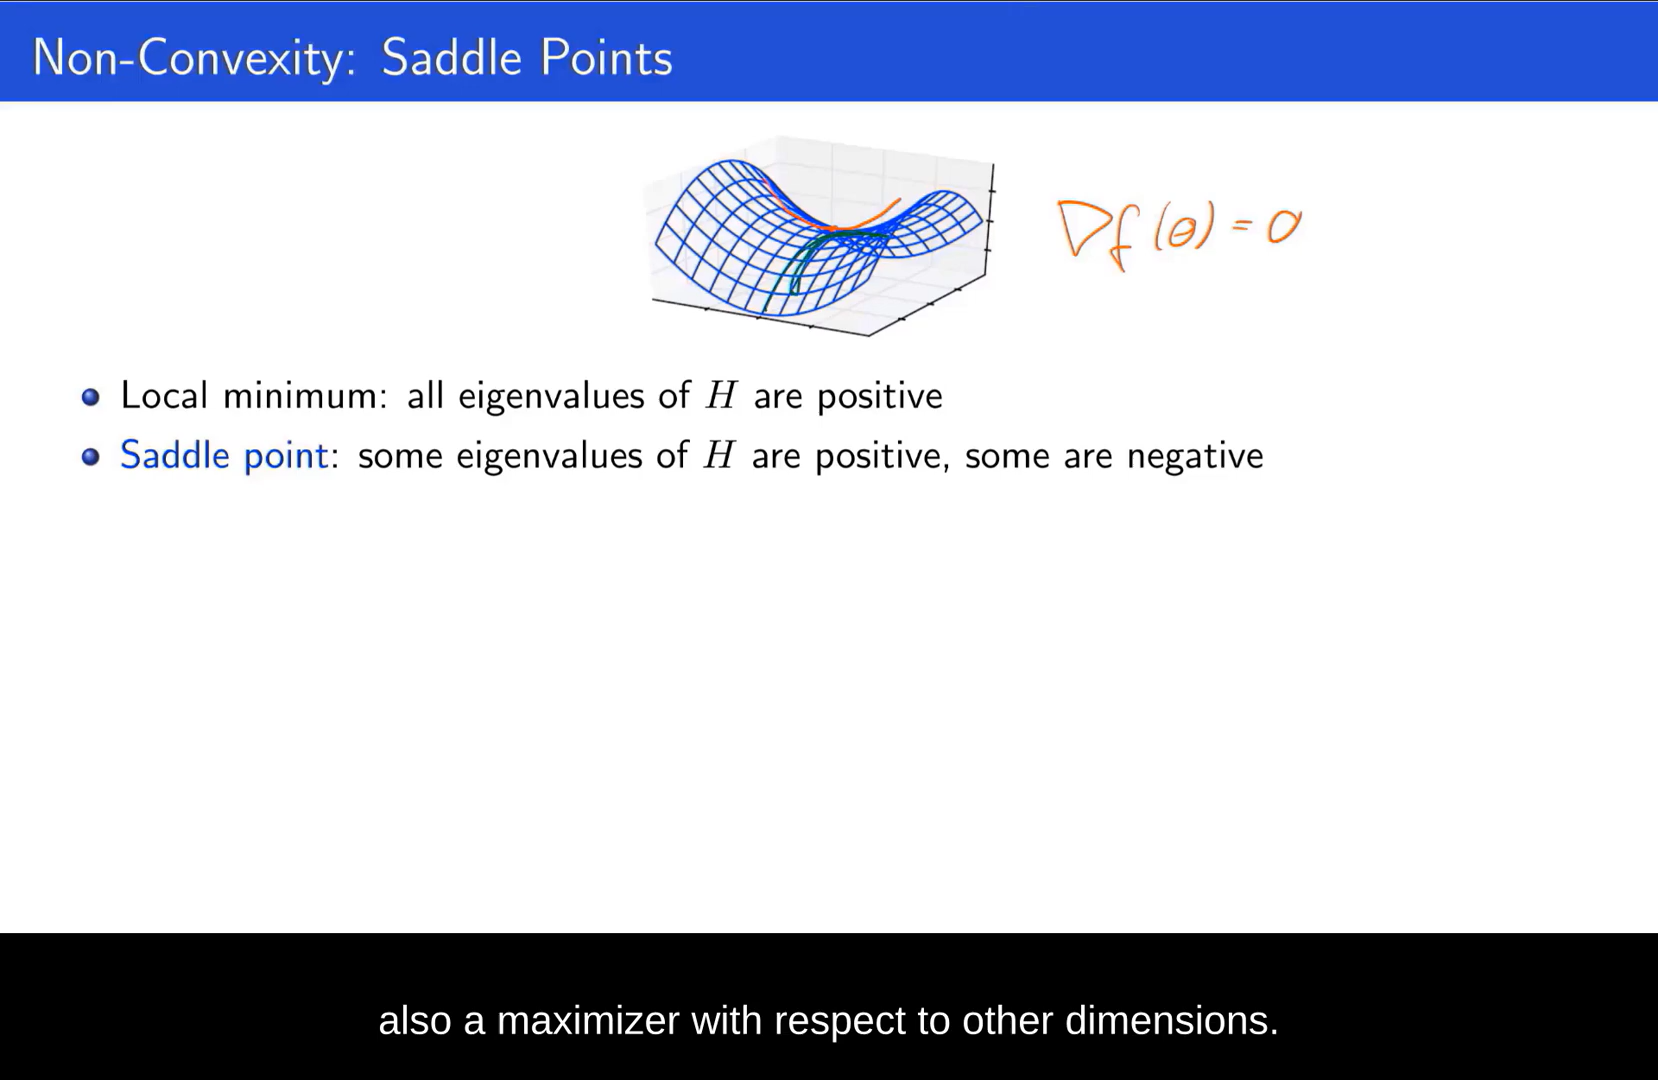 Non-Convexity: Saddle Points
∇f(θ) = 0
Local minimum: all eigenvalues of H are positive
Saddle point: some eigenvalues of H are positive, some are negative
also a maximizer with respect to other dimensions.